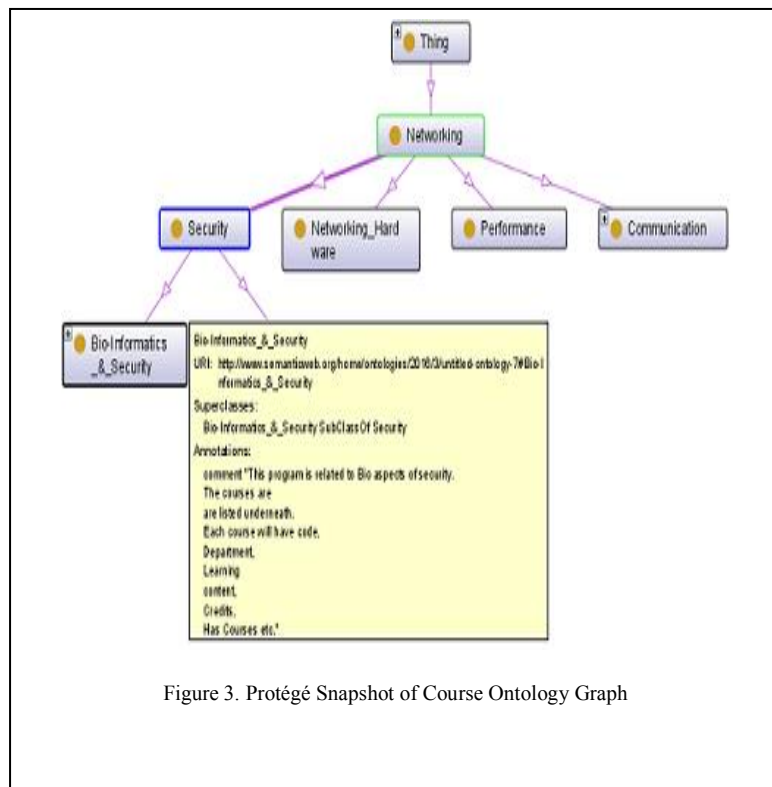 Thing
Networking
Security
Networking_Hard
ware
Performance
Communication
Bio-Informatics
_&_Security
Bio-Informatics_&_Security
URI: http://www.semanticweb.org/home/ontologies/2016/3/untitled-ontology-7#Bio-I
nformatics_&_Security
Superclasses:
Bio-Informatics_&_Security SubClassOf Security
Annotations:
comment "This program is related to Bio aspects of security.
The courses are
are listed underneath.
Each course will have code,
Department,
Learning
content,
Credits,
Has Courses etc."
Figure 3. Protégé Snapshot of Course Ontology Graph